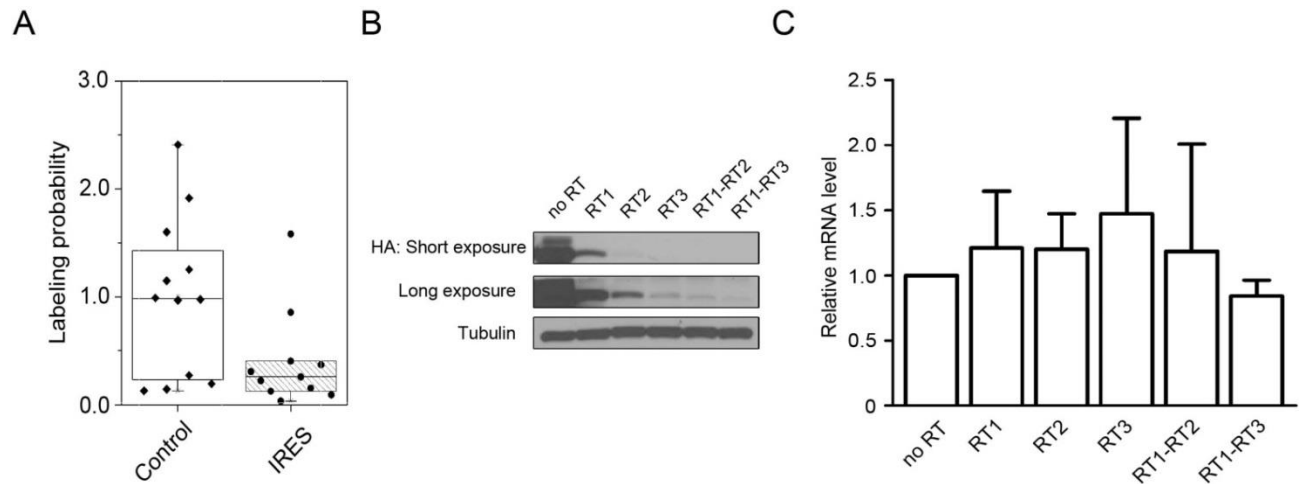 A
Labeling probability
3.0
2.0
1.0
0.0
Control
IRES
B
no RT
RT1
RT2
RT3
RT1-RT2
RT1-RT3
HA: Short exposure
Long exposure
Tubulin
C
Relative mRNA level
2.5
2.0
1.5
1.0
0.5
0
no RT
RT1
RT2
RT3
RT1-RT2
RT1-RT3